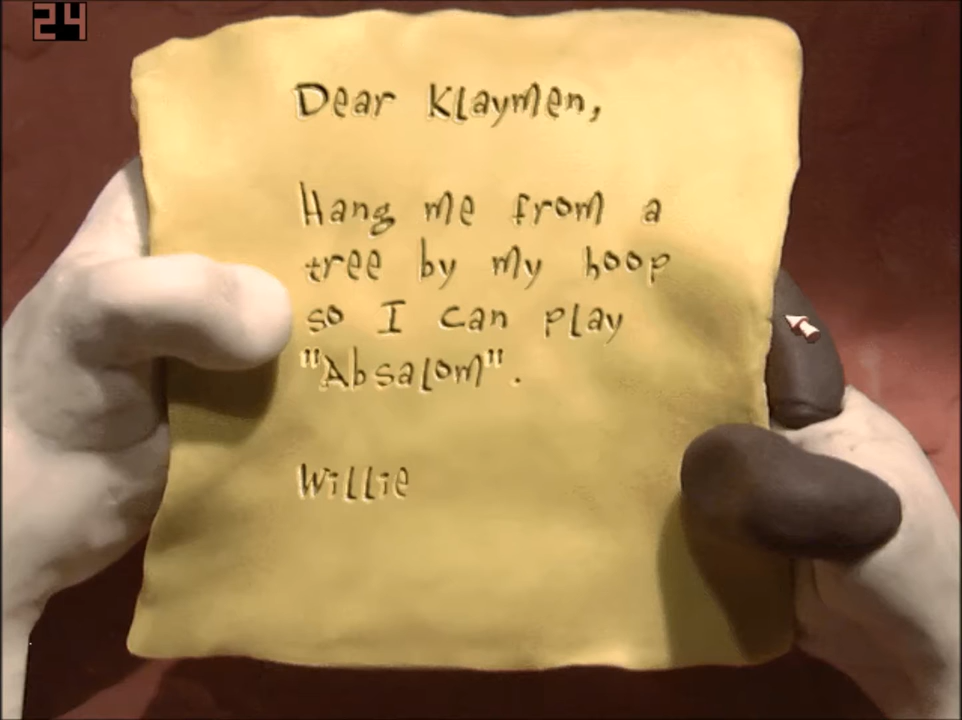 24
Dear Klaymen,
Hang me from a
tree by my hoop
so I can play
"Absalom".
Willie